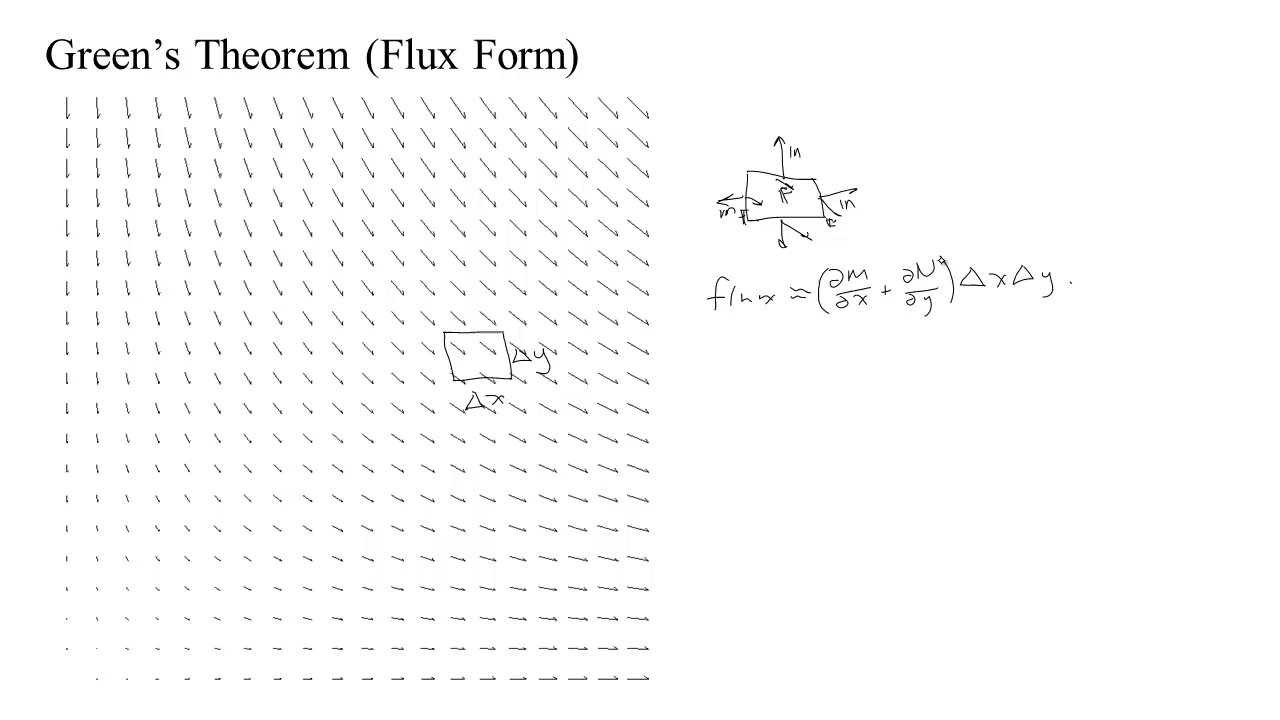 Green’s Theorem (Flux Form)
n
n
F
n
F
Δy
Δx
flux ≈ (∂M/∂x + ∂N/∂y) Δx Δy .